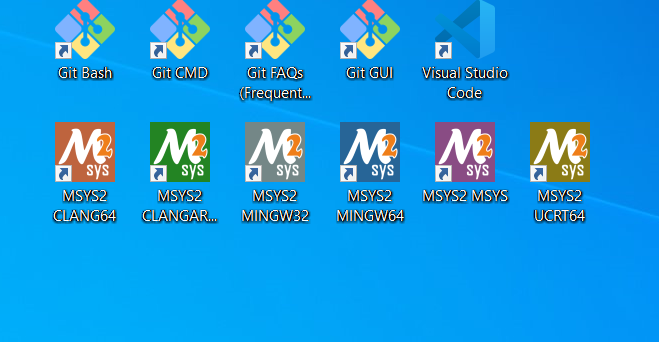 Git Bash
Git CMD
Git FAQs
(Frequent...
Git GUI
Visual Studio
Code
M2
sys
M2
sys
M2
sys
M2
sys
M2
sys
M2
sys
MSYS2
CLANG64
MSYS2
CLANGAR...
MSYS2
MINGW32
MSYS2
MINGW64
MSYS2 MSYS
MSYS2
UCRT64